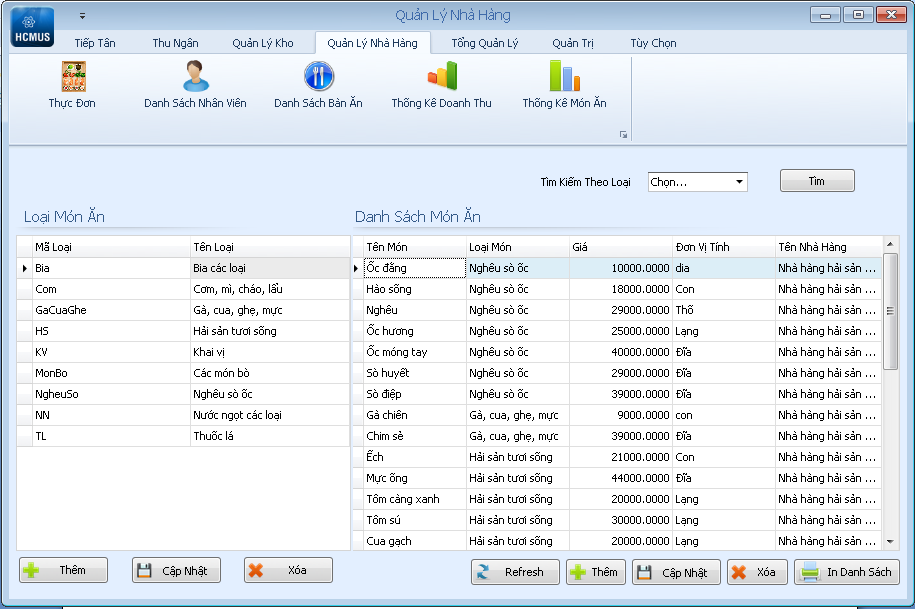 Quản Lý Nhà Hàng
HCMUS
Tiếp Tân Thu Ngân Quản Lý Kho Quản Lý Nhà Hàng Tổng Quản Lý Quản Trị Tùy Chọn
Thực Đơn Danh Sách Nhân Viên Danh Sách Bàn Ăn Thống Kê Doanh Thu Thống Kê Món Ăn
Tìm Kiếm Theo Loại Chọn... Tìm
Loại Món Ăn
Mã Loại Tên Loại
Bia Bia các loại
Com Cơm, mì, cháo, lẩu
GaCuaGhe Gà, cua, ghẹ, mực
HS Hải sản tươi sống
KV Khai vị
MonBo Các món bò
NgheuSo Nghêu sò ốc
NN Nước ngọt các loại
TL Thuốc lá
Thêm Cập Nhật Xóa
Danh Sách Món Ăn
Tên Món Loại Món Giá Đơn Vị Tính Tên Nhà Hàng
Ốc đắng Nghêu sò ốc 10000.0000 dia Nhà hàng hải sản ...
Hào sống Nghêu sò ốc 18000.0000 Con Nhà hàng hải sản ...
Nghêu Nghêu sò ốc 29000.0000 Thố Nhà hàng hải sản ...
Ốc hương Nghêu sò ốc 25000.0000 Lạng Nhà hàng hải sản ...
Ốc móng tay Nghêu sò ốc 40000.0000 Đĩa Nhà hàng hải sản ...
Sò huyết Nghêu sò ốc 29000.0000 Đĩa Nhà hàng hải sản ...
Sò điệp Nghêu sò ốc 39000.0000 Đĩa Nhà hàng hải sản ...
Gà chiên Gà, cua, ghẹ, mực 9000.0000 con Nhà hàng hải sản ...
Chim sẻ Gà, cua, ghẹ, mực 39000.0000 Đĩa Nhà hàng hải sản ...
Ếch Hải sản tươi sống 21000.0000 Con Nhà hàng hải sản ...
Mực ống Hải sản tươi sống 44000.0000 Đĩa Nhà hàng hải sản ...
Tôm càng xanh Hải sản tươi sống 20000.0000 Lạng Nhà hàng hải sản ...
Tôm sú Hải sản tươi sống 30000.0000 Lạng Nhà hàng hải sản ...
Cua gạch Hải sản tươi sống 20000.0000 Lạng Nhà hàng hải sản ...
Refresh Thêm Cập Nhật Xóa In Danh Sách